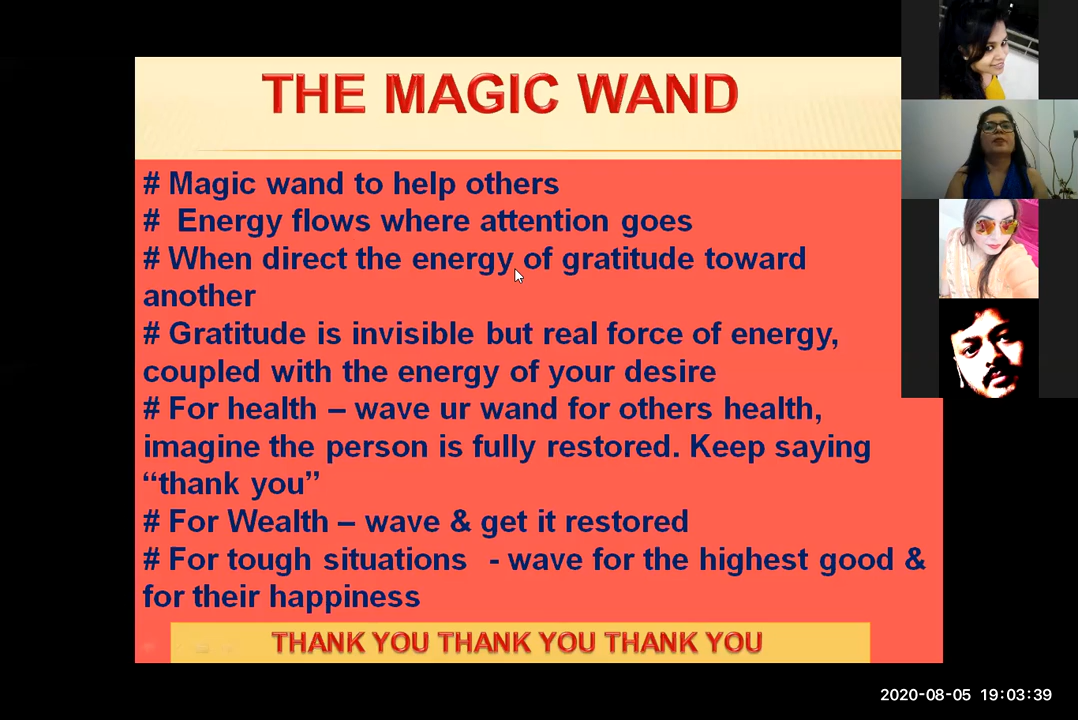 THE MAGIC WAND
# Magic wand to help others
#  Energy flows where attention goes
# When direct the energy of gratitude toward
another
# Gratitude is invisible but real force of energy,
coupled with the energy of your desire
# For health – wave ur wand for others health,
imagine the person is fully restored. Keep saying
“thank you”
# For Wealth – wave & get it restored
# For tough situations  - wave for the highest good &
for their happiness
THANK YOU THANK YOU THANK YOU
2020-08-05 19:03:39